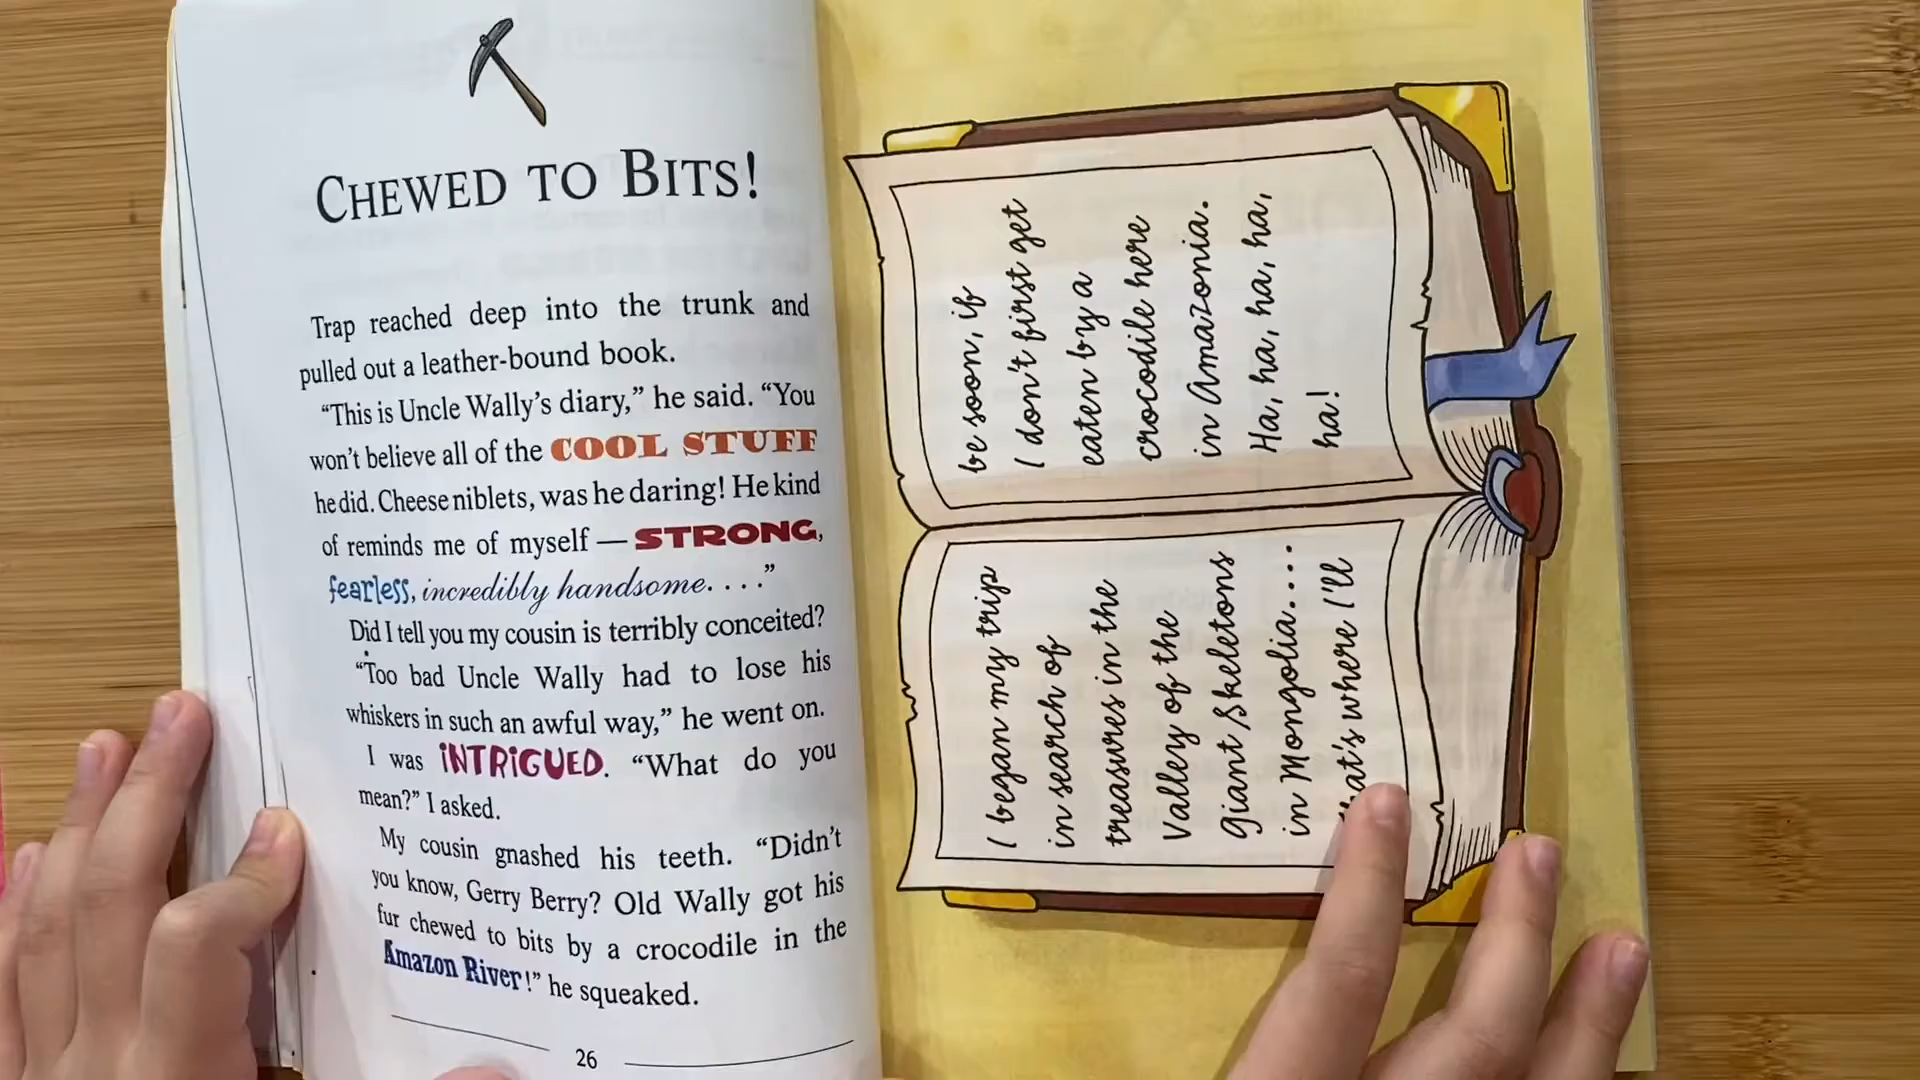 CHEWED TO BITS!
Trap reached deep into the trunk and
pulled out a leather-bound book.
“This is Uncle Wally’s diary,” he said. “You
won’t believe all of the COOL STUFF
he did. Cheese niblets, was he daring! He kind
of reminds me of myself — STRONG,
fearless, incredibly handsome. . . .”
Did I tell you my cousin is terribly conceited?
“Too bad Uncle Wally had to lose his
whiskers in such an awful way,” he went on.
I was INTRIGUED. “What do you
mean?” I asked.
My cousin gnashed his teeth. “Didn’t
you know, Gerry Berry? Old Wally got his
fur chewed to bits by a crocodile in the
Amazon River!” he squeaked.
26
I began my trip
in search of
treasures in the
Valley of the
Giant Skeletons
in Mongolia....
where I’ll
be soon, if
I don’t first get
eaten by a
crocodile here
in Amazonia.
Ha, ha, ha, ha, ha,
ha!